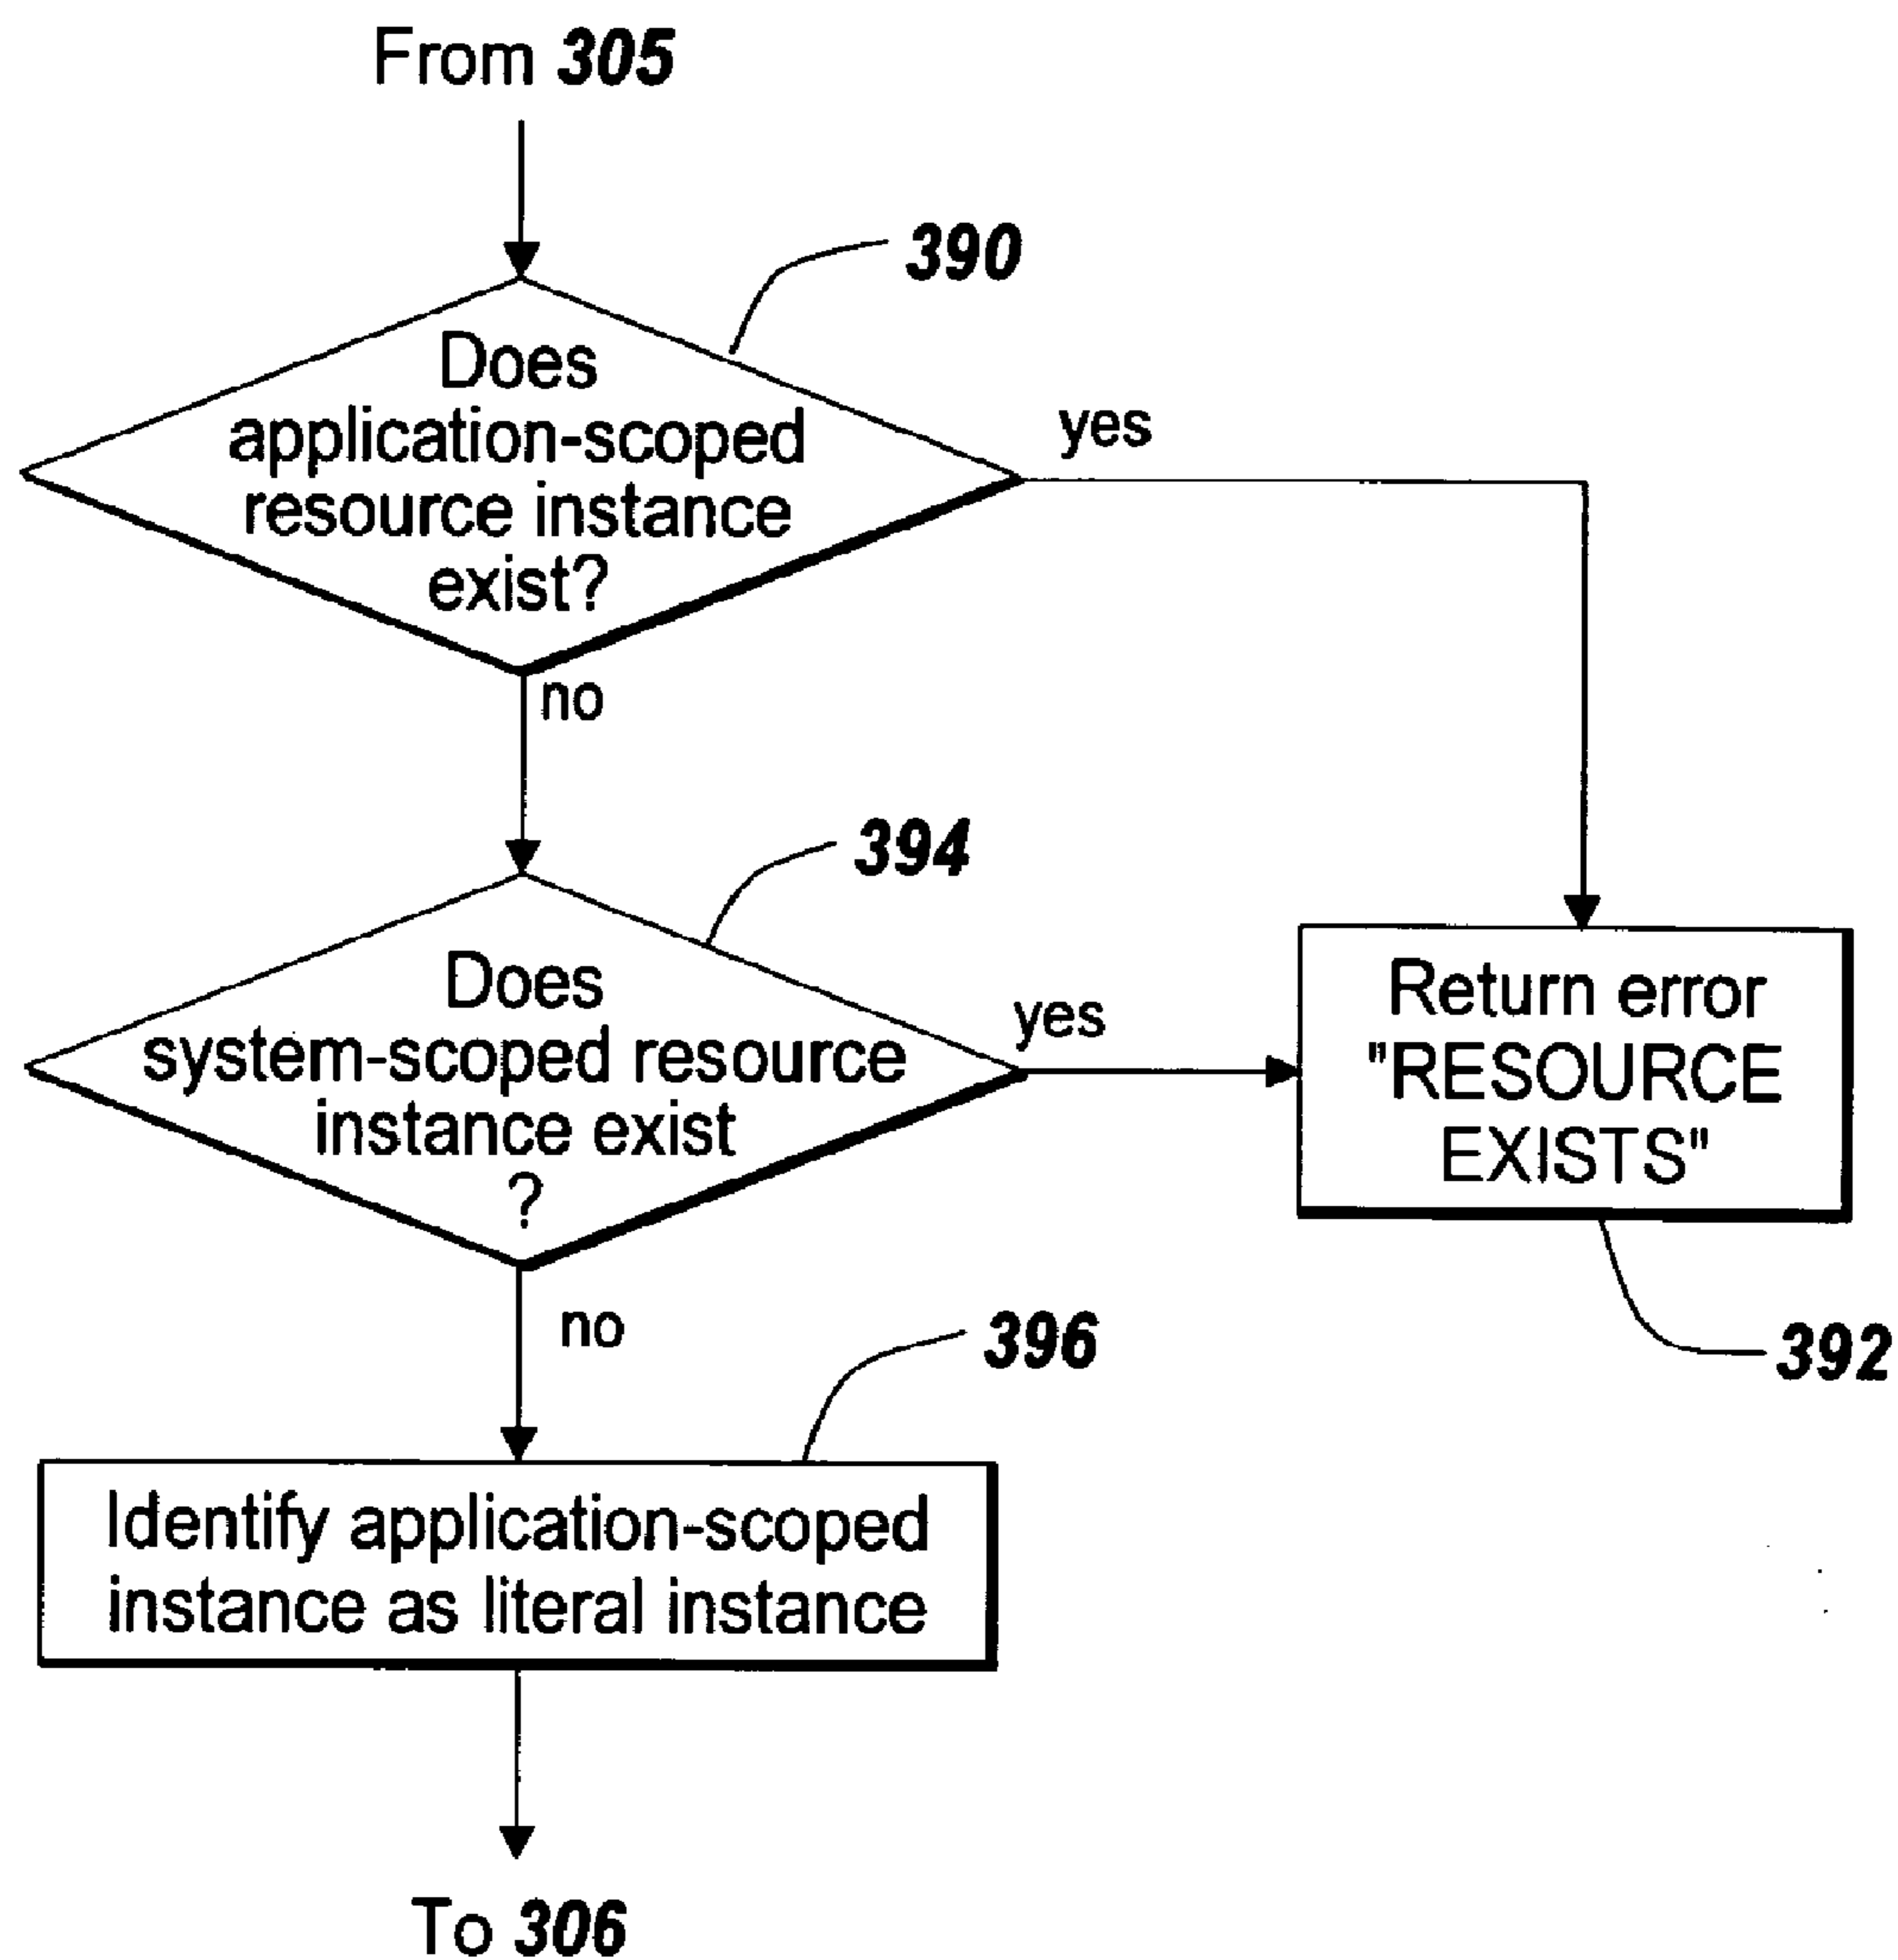 From 305
390
Does
application-scoped
resource instance
exist?
yes
no
394
Does
system-scoped resource
instance exist
?
yes
Return error
"RESOURCE
EXISTS"
392
no
396
Identify application-scoped
instance as literal instance
To 306